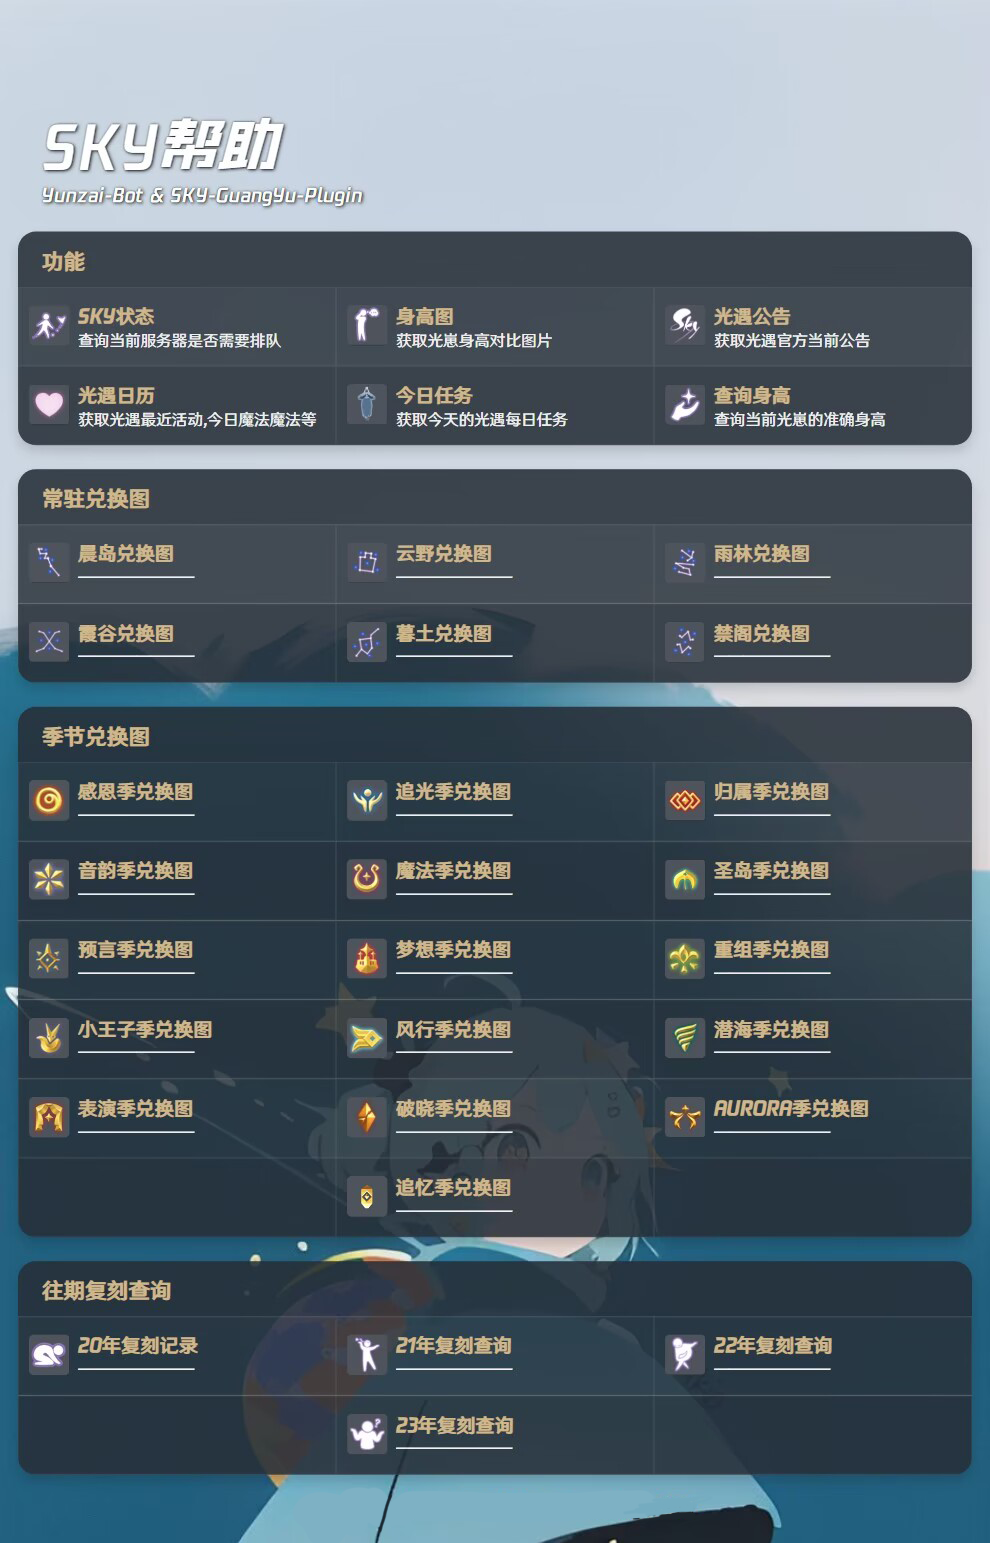 SKY帮助
Yunzai-Bot & SKY-GuangYu-Plugin
功能
SKY状态
查询当前服务器是否需要排队
身高图
获取光崽身高对比图片
光遇公告
获取光遇官方当前公告
光遇日历
获取光遇最近活动,今日魔法魔法等
今日任务
获取今天的光遇每日任务
查询身高
查询当前光崽的准确身高
常驻兑换图
晨岛兑换图
云野兑换图
雨林兑换图
霞谷兑换图
暮土兑换图
禁阁兑换图
季节兑换图
感恩季兑换图
追光季兑换图
归属季兑换图
音韵季兑换图
魔法季兑换图
圣岛季兑换图
预言季兑换图
梦想季兑换图
重组季兑换图
小王子季兑换图
风行季兑换图
潜海季兑换图
表演季兑换图
破晓季兑换图
AURORA季兑换图
追忆季兑换图
往期复刻查询
20年复刻记录
21年复刻查询
22年复刻查询
23年复刻查询